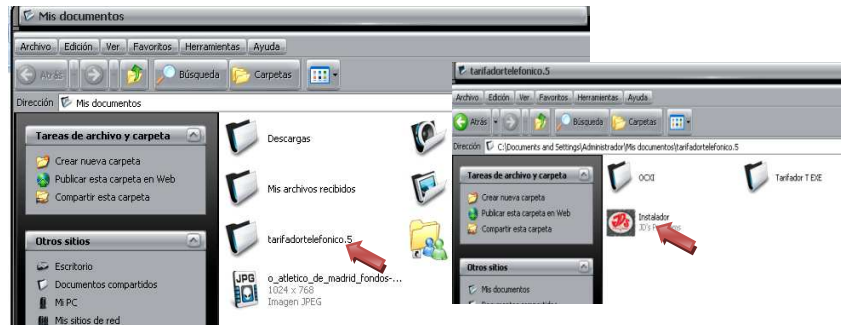 Mis documentos
Archivo Edición Ver Favoritos Herramientas Ayuda
Atrás Búsqueda Carpetas
Dirección Mis documentos
Tareas de archivo y carpeta
Crear nueva carpeta
Publicar esta carpeta en Web
Compartir esta carpeta
Otros sitios
Escritorio
Documentos compartidos
Mi PC
Mis sitios de red
Descargas
Mis archivos recibidos
tarifadortelefonico.5
JPG
o_atletico_de_madrid_fondos-...
1024 x 768
Imagen JPEG
tarifadortelefonico.5
Archivo Edición Ver Favoritos Herramientas Ayuda
Atrás Búsqueda Carpetas
Dirección C:\Documents and Settings\Administrador\Mis documentos\tarifadortelefonico.5
Tareas de archivo y carpeta
Crear nueva carpeta
Publicar esta carpeta en Web
Compartir esta carpeta
Otros sitios
Mis documentos
OCXI
Tarifador T EXE
Instalador
JD's